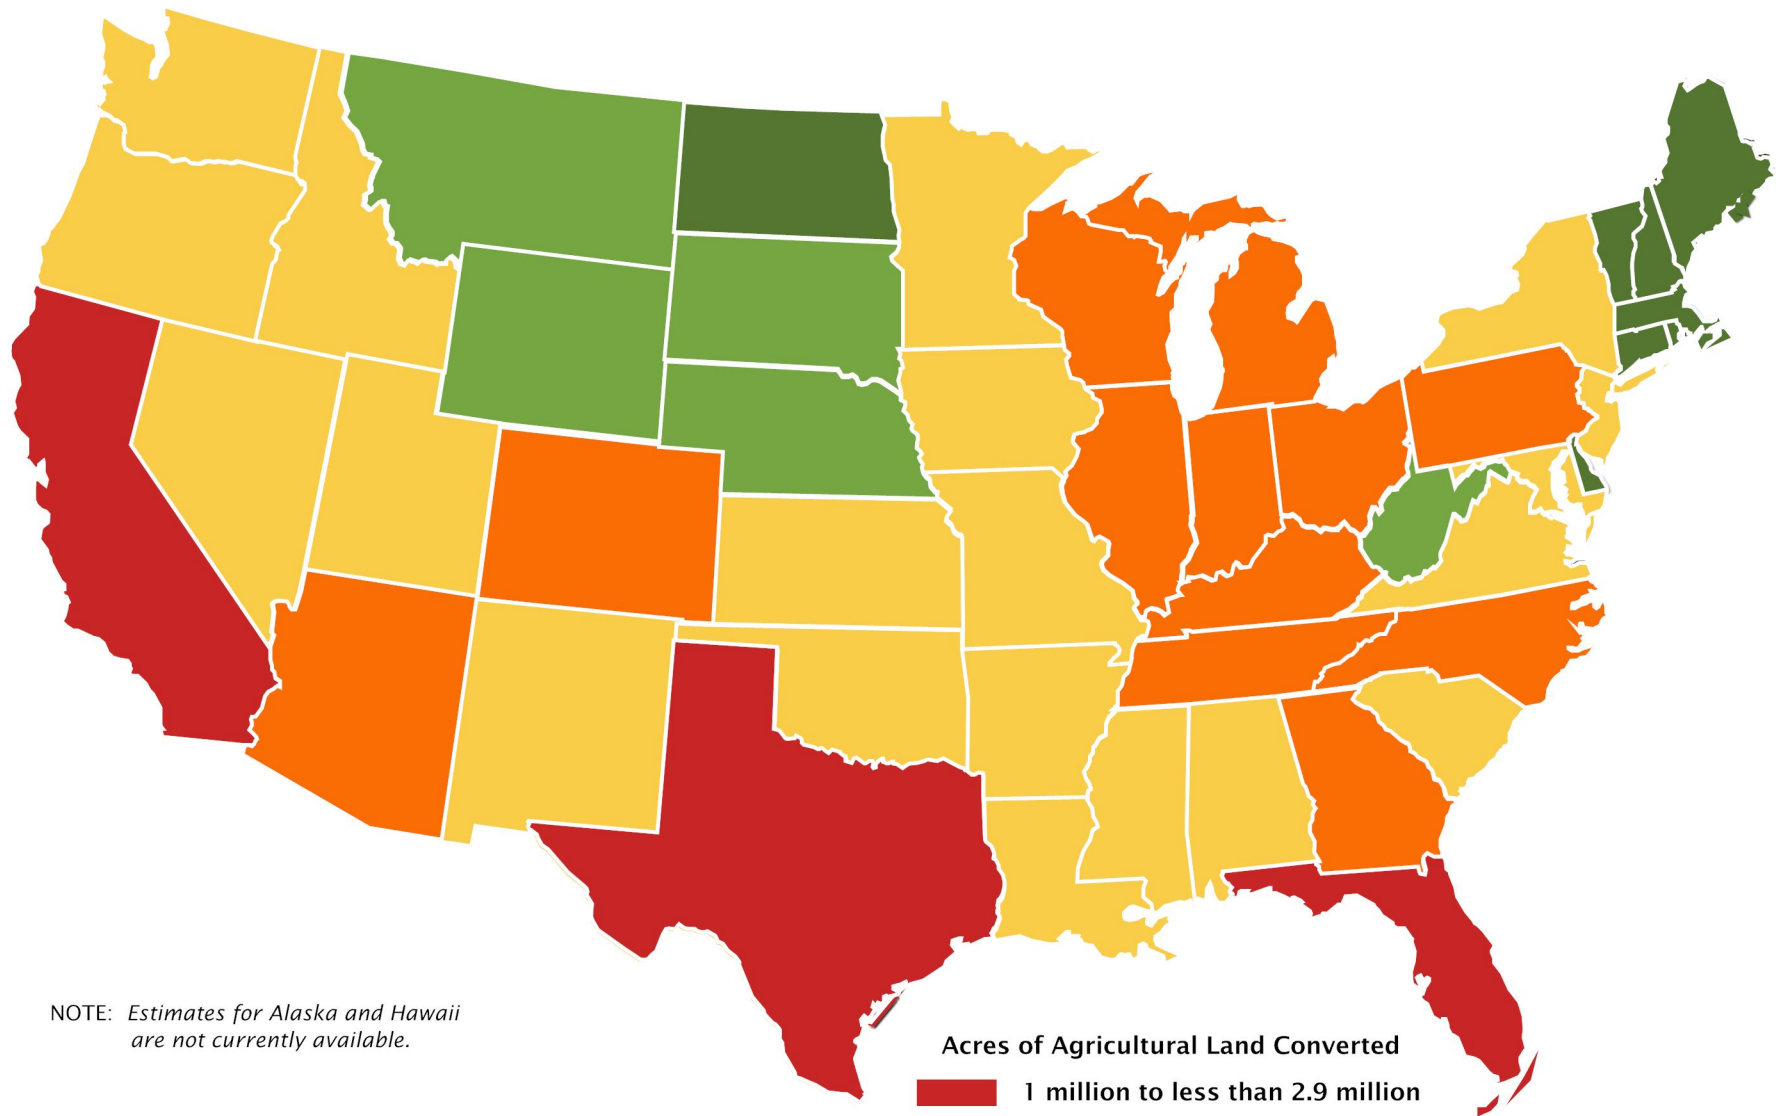 NOTE: Estimates for Alaska and Hawaii
are not currently available.
Acres of Agricultural Land Converted
1 million to less than 2.9 million